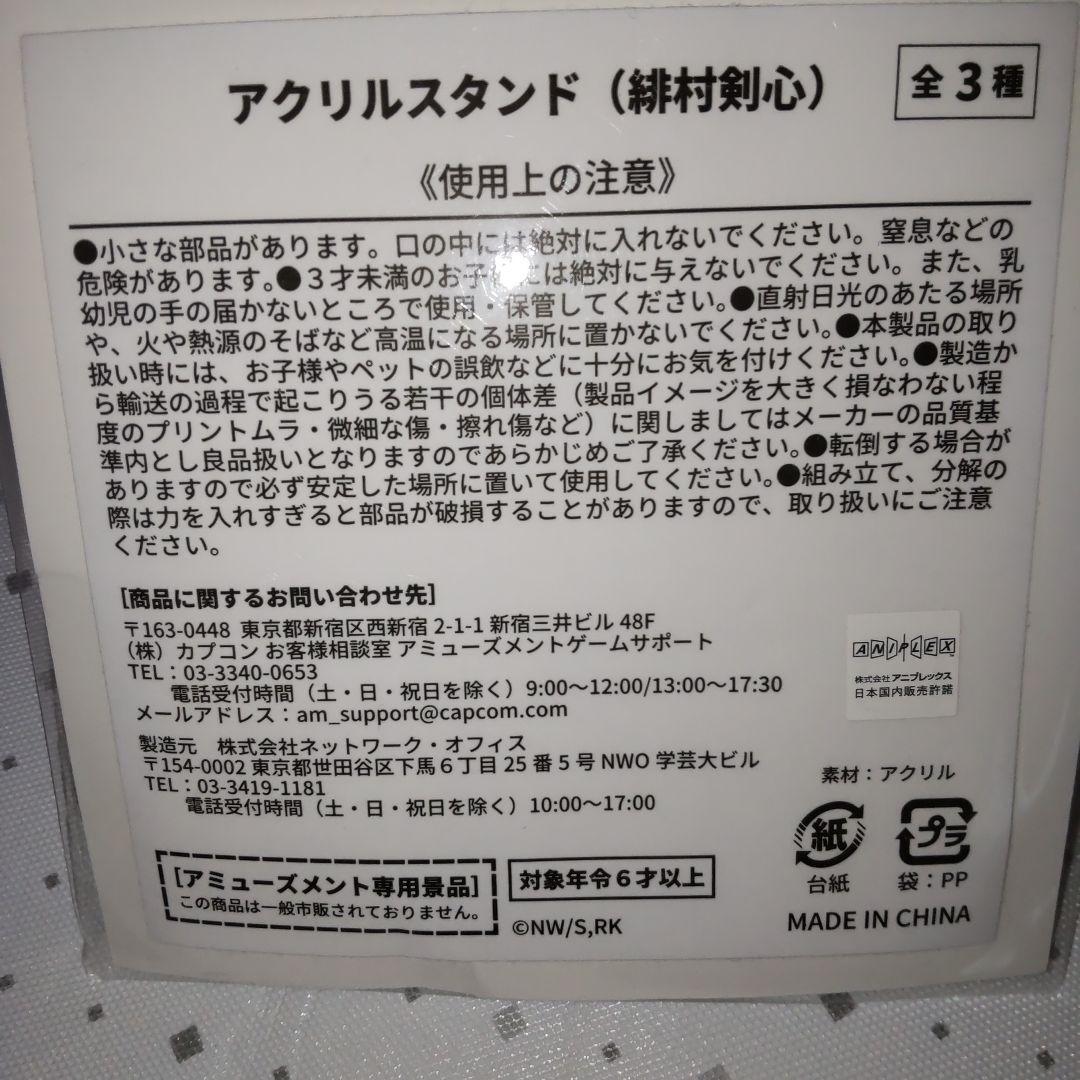 アクリルスタンド（緋村剣心）
全3種
《使用上の注意》
●小さな部品があります。口の中には絶対に入れないでください。窒息などの
危険があります。●３才未満のお子様には絶対に与えないでください。また、乳
幼児の手の届かないところで使用・保管してください。●直射日光のあたる場所
や、火や熱源のそばなど高温になる場所に置かないでください。●本製品の取り
扱い時には、お子様やペットの誤飲などに十分にお気を付けください。●製造か
ら輸送の過程で起こりうる若干の個体差（製品イメージを大きく損なわない程
度のプリントムラ・微細な傷・擦れ傷など）に関しましてはメーカーの品質基
準内とし良品扱いとなりますのであらかじめご了承ください。●転倒する場合が
ありますので必ず安定した場所に置いて使用してください。●組み立て、分解の
際は力を入れすぎると部品が破損することがありますので、取り扱いにご注意
ください。
［商品に関するお問い合わせ先］
〒163-0448 東京都新宿区西新宿 2-1-1 新宿三井ビル 48F
（株）カプコン お客様相談室 アミューズメントゲームサポート
TEL：03-3340-0653
電話受付時間（土・日・祝日を除く）9:00～12:00/13:00～17:30
メールアドレス：am_support@capcom.com
ANIPLEX
株式会社アニプレックス
日本国内販売許諾
製造元　株式会社ネットワーク・オフィス
〒154-0002 東京都世田谷区下馬６丁目 25 番 5 号 NWO 学芸大ビル
TEL：03-3419-1181
電話受付時間（土・日・祝日を除く）10:00～17:00
素材：アクリル
紙
プラ
台紙
袋：PP
［アミューズメント専用景品］
この商品は一般市販されておりません。
対象年令６才以上
©NW/S,RK
MADE IN CHINA